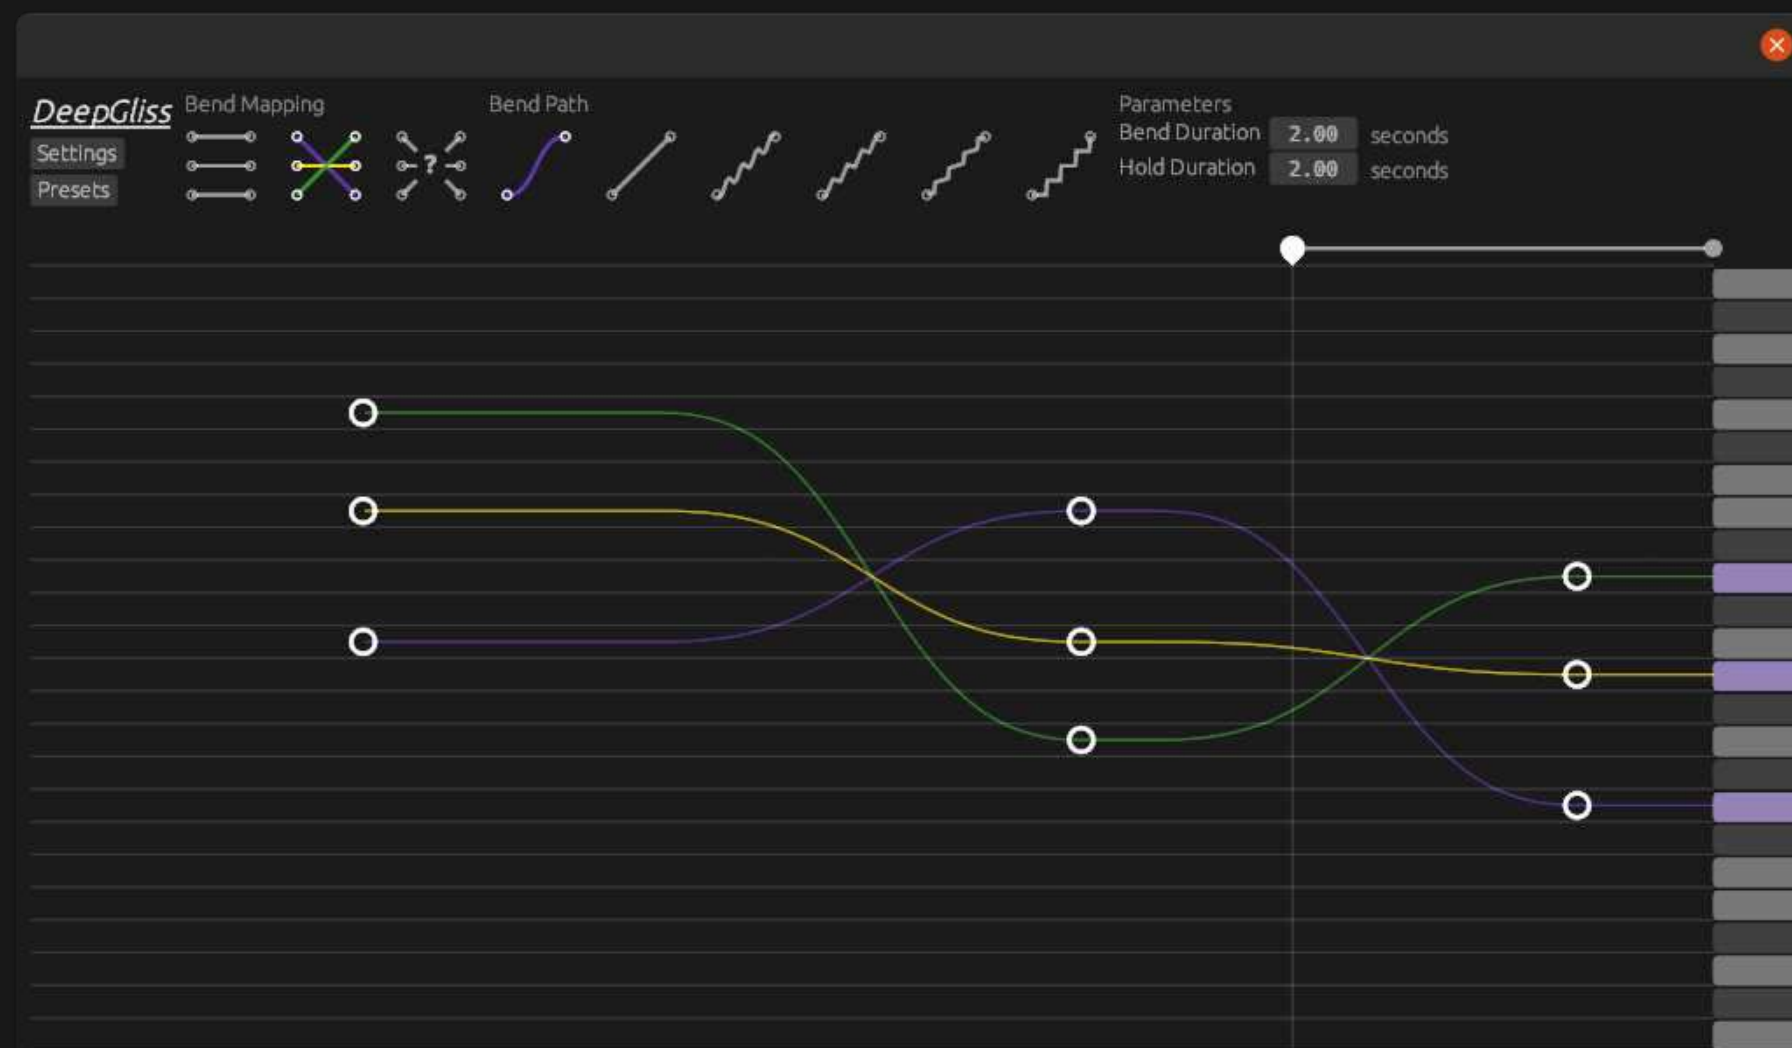 DeepGliss
Settings
Presets
Bend Mapping
?
Bend Path
Parameters
Bend Duration 2.00 seconds
Hold Duration 2.00 seconds